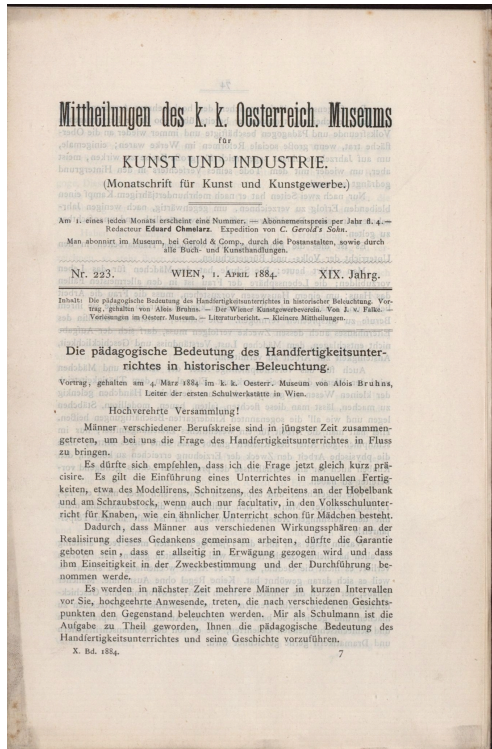 Mittheilungen des k. k. Oesterreich. Museums
für
KUNST UND INDUSTRIE.
(Monatschrift für Kunst und Kunstgewerbe.)
Am 1. eines jeden Monats erscheint eine Nummer. — Abonnementspreis per Jahr fl. 4.—
Redacteur Eduard Chmelarz. Expedition von C. Gerold's Sohn.
Man abonnirt im Museum, bei Gerold & Comp., durch die Postanstalten, sowie durch
alle Buch- und Kunsthandlungen.
Nr. 223. WIEN, 1. April 1884. XIX. Jahrg.
Inhalt: Die pädagogische Bedeutung des Handfertigkeitsunterrichtes in historischer Beleuchtung. Vor-
trag, gehalten von Alois Bruhns. — Der Wiener Kunstgewerbeverein. Von J. v. Falke. —
Vorlesungen im Oesterr. Museum. — Literaturbericht. — Kleinere Mittheilungen.
Die pädagogische Bedeutung des Handfertigkeitsunter-
richtes in historischer Beleuchtung.
Vortrag, gehalten am 4. März 1884 im k. k. Oesterr. Museum von Alois Bruhns,
Leiter der ersten Schulwerkstätte in Wien.
Hochverehrte Versammlung!
Männer verschiedener Berufskreise sind in jüngster Zeit zusammen-
getreten, um bei uns die Frage des Handfertigkeitsunterrichtes in Fluss
zu bringen.
Es dürfte sich empfehlen, dass ich die Frage jetzt gleich kurz prä-
cisire. Es gilt die Einführung eines Unterrichtes in manuellen Fertig-
keiten, etwa des Modellirens, Schnitzens, des Arbeitens an der Hobelbank
und am Schraubstock, wenn auch nur facultativ, in den Volksschulunter-
richt für Knaben, wie ein ähnlicher Unterricht schon für Mädchen besteht.
Dadurch, dass Männer aus verschiedenen Wirkungssphären an der
Realisirung dieses Gedankens gemeinsam arbeiten, dürfte die Garantie
geboten sein, dass er allseitig in Erwägung gezogen wird und dass
ihm Einseitigkeit in der Zweckbestimmung und der Durchführung be-
nommen werde.
Es werden in nächster Zeit mehrere Männer in kurzen Intervallen
vor Sie, hochgeehrte Anwesende, treten, die nach verschiedenen Gesichts-
punkten den Gegenstand beleuchten werden. Mir als Schulmann ist die
Aufgabe zu Theil geworden, Ihnen die pädagogische Bedeutung des
Handfertigkeitsunterrichtes und seine Geschichte vorzuführen.
X. Bd. 1884. 7